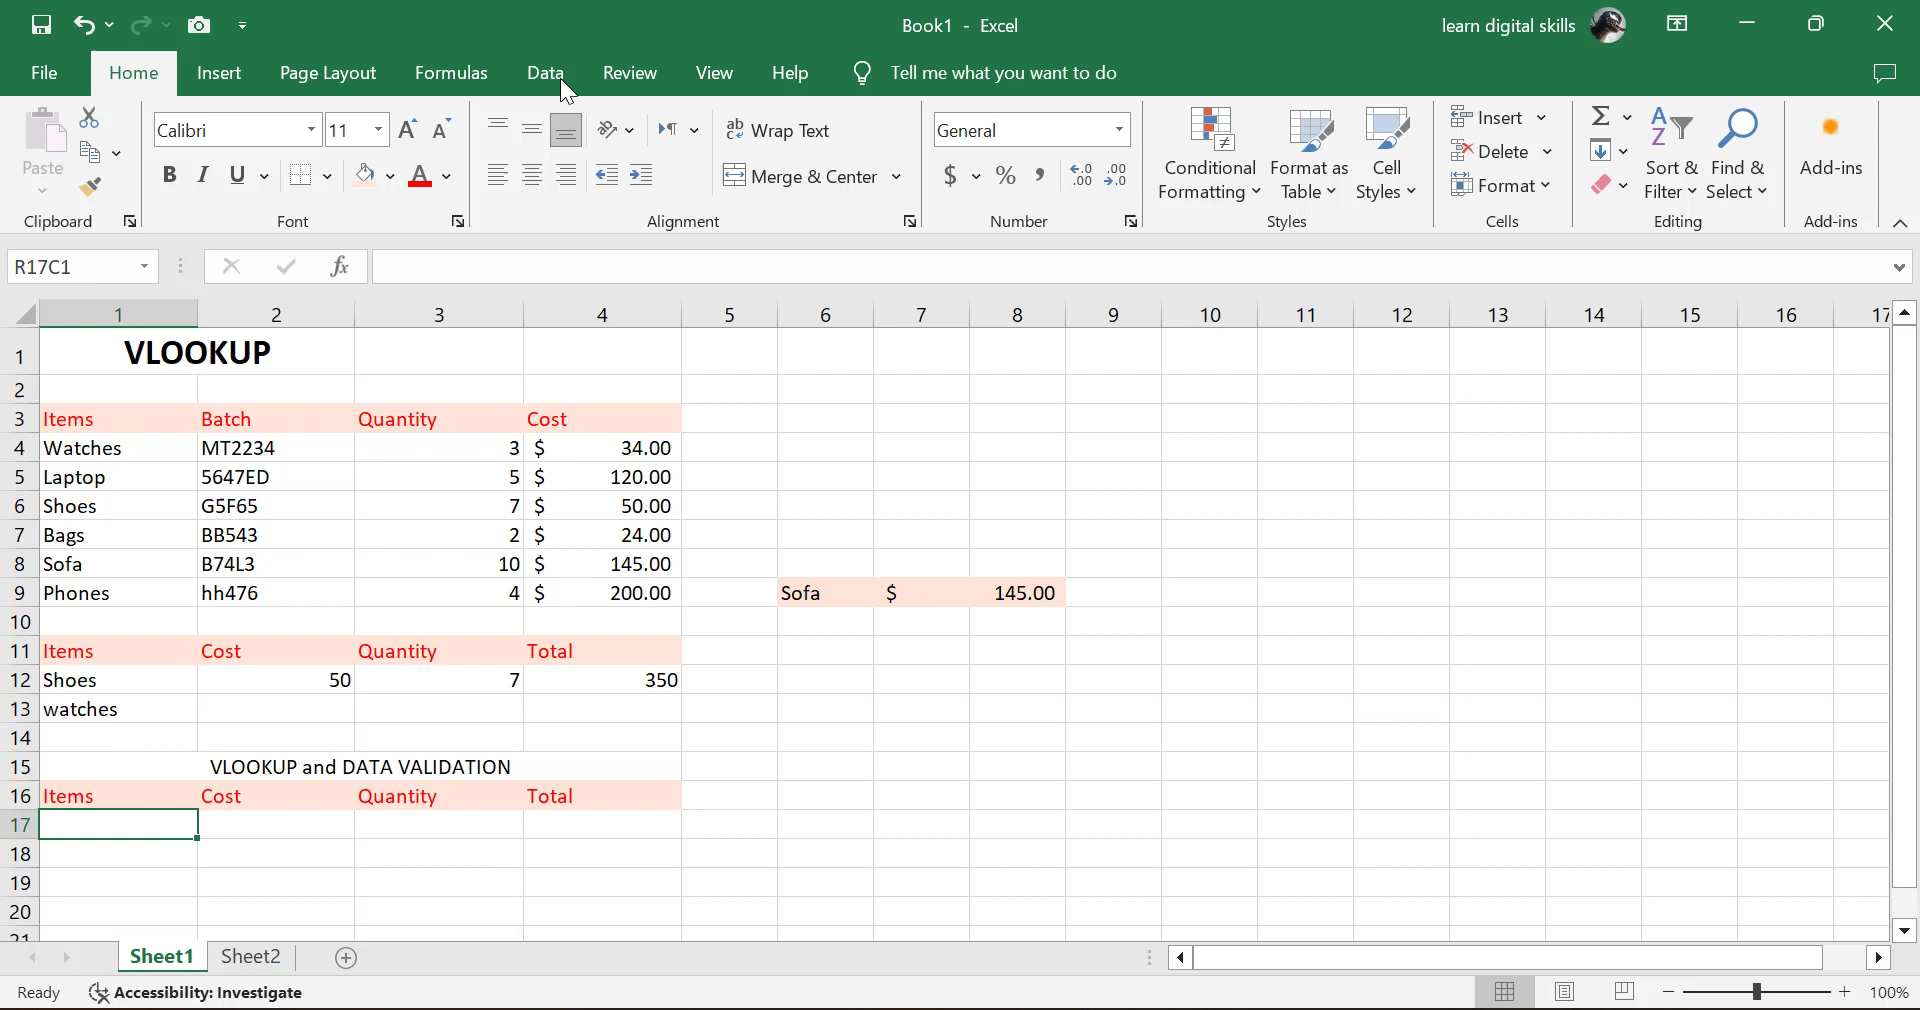 Book1 - Excel
learn digital skills
File Home Insert Page Layout Formulas Data Review View Help Tell me what you want to do
Paste
Clipboard
Calibri 11
B I U A
Font
Wrap Text
Merge & Center
Alignment
General
$ % ,
Number
Conditional Formatting
Format as Table
Cell Styles
Styles
Insert
Delete
Format
Cells
Sort & Filter
Find & Select
Editing
Add-ins
Add-ins
R17C1 fx
1 2 3 4 5 6 7 8 9 10 11 12 13 14 15 16 17
1 VLOOKUP
2
3 Items Batch Quantity Cost
4 Watches MT2234 3 $ 34.00
5 Laptop 5647ED 5 $ 120.00
6 Shoes G5F65 7 $ 50.00
7 Bags BB543 2 $ 24.00
8 Sofa B74L3 10 $ 145.00
9 Phones hh476 4 $ 200.00 Sofa $ 145.00
10
11 Items Cost Quantity Total
12 Shoes 50 7 350
13 watches
14
15 VLOOKUP and DATA VALIDATION
16 Items Cost Quantity Total
17
18
19
20
21
Sheet1 Sheet2
Ready Accessibility: Investigate 100%